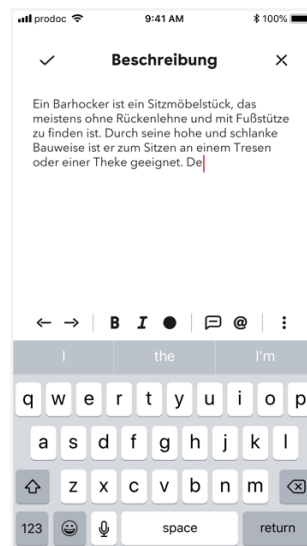 prodoc 9:41 AM 100%
Beschreibung
Ein Barhocker ist ein Sitzmöbelstück, das
meistens ohne Rückenlehne und mit Fußstütze
zu finden ist. Durch seine hohe und schlanke
Bauweise ist er zum Sitzen an einem Tresen
oder einer Theke geeignet. De
B I @
I the I'm
q w e r t y u i o p
a s d f g h j k l
z x c v b n m
123 space return